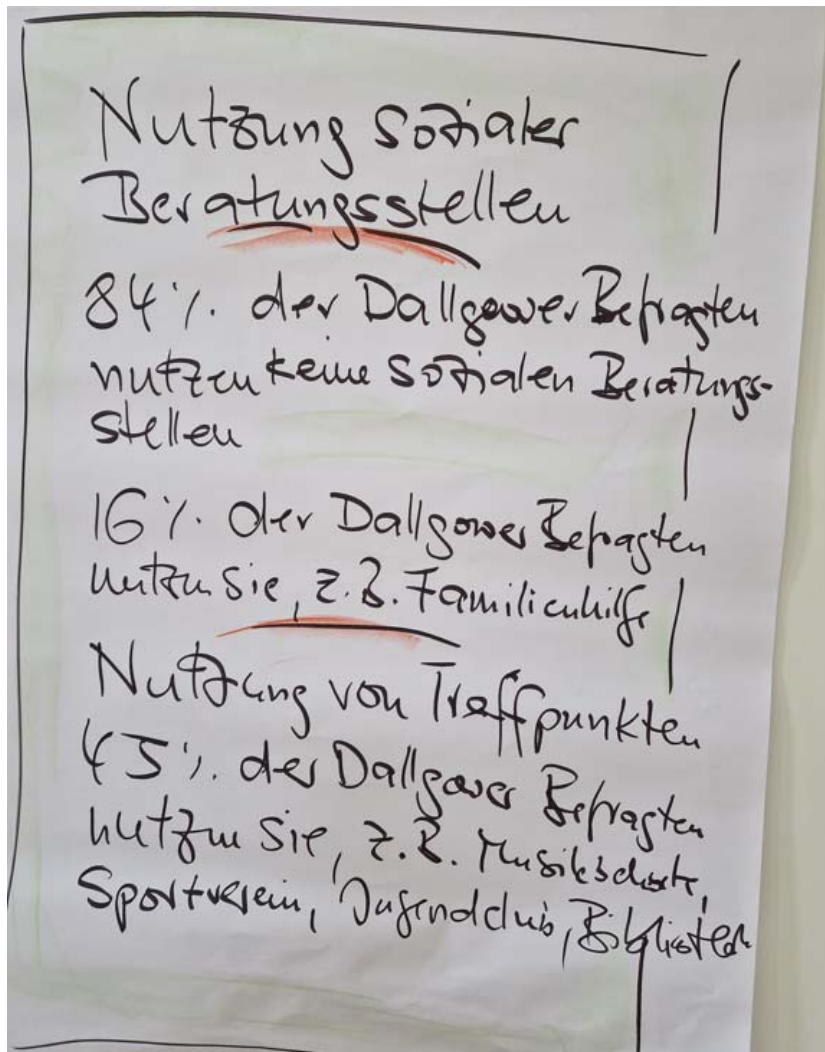 Nutzung sozialer
Beratungsstellen
84 % der Dallgower Befragten
nutzen keine sozialen Beratungs-
stellen
16 % der Dallgower Befragten
nutzen sie, z.B. Familienhilfe
Nutzung von Treffpunkten
45 % der Dallgower Befragten
nutzen sie, z.B. Musikschule,
Sportverein, Jugendclub, Bibliothek